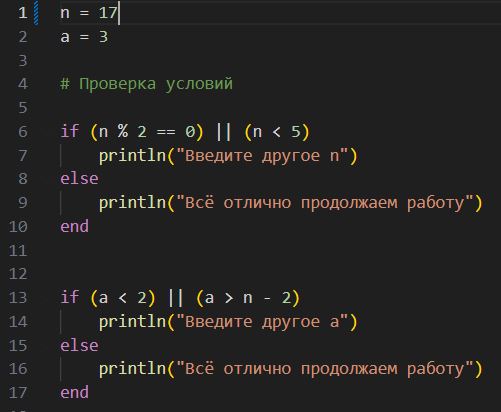 1 n = 17
2 a = 3
3
4 # Проверка условий
5
6 if (n % 2 == 0) || (n < 5)
7     println("Введите другое n")
8 else
9     println("Всё отлично продолжаем работу")
10 end
11
12
13 if (a < 2) || (a > n - 2)
14     println("Введите другое a")
15 else
16     println("Всё отлично продолжаем работу")
17 end